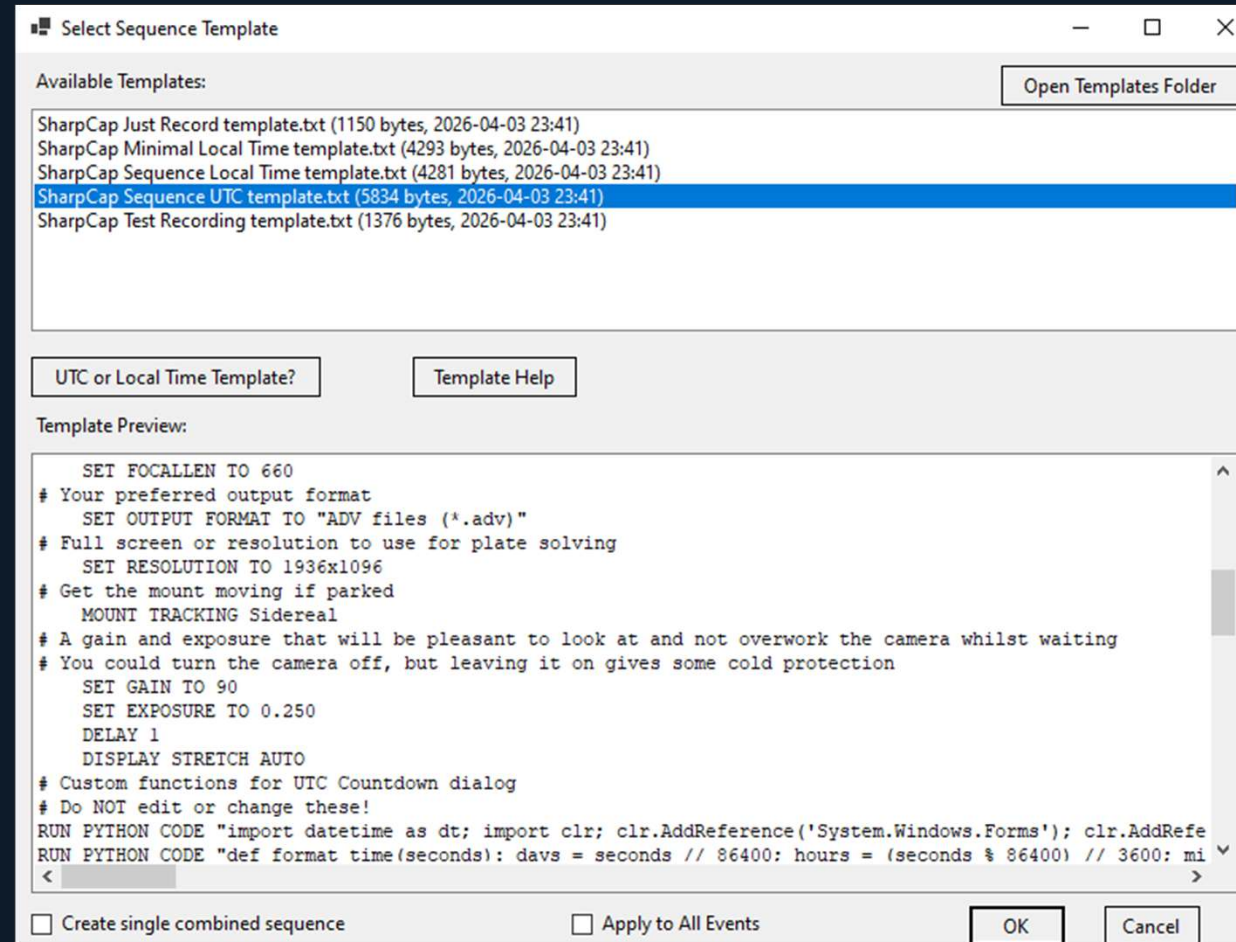 Select Sequence Template
Available Templates:
Open Templates Folder
SharpCap Just Record template.txt (1150 bytes, 2026-04-03 23:41)
SharpCap Minimal Local Time template.txt (4293 bytes, 2026-04-03 23:41)
SharpCap Sequence Local Time template.txt (4281 bytes, 2026-04-03 23:41)
SharpCap Sequence UTC template.txt (5834 bytes, 2026-04-03 23:41)
SharpCap Test Recording template.txt (1376 bytes, 2026-04-03 23:41)
UTC or Local Time Template?
Template Help
Template Preview:
SET FOCALLEN TO 660
# Your preferred output format
SET OUTPUT FORMAT TO "ADV files (*.adv)"
# Full screen or resolution to use for plate solving
SET RESOLUTION TO 1936x1096
# Get the mount moving if parked
MOUNT TRACKING Sidereal
# A gain and exposure that will be pleasant to look at and not overwork the camera whilst waiting
# You could turn the camera off, but leaving it on gives some cold protection
SET GAIN TO 90
SET EXPOSURE TO 0.250
DELAY 1
DISPLAY STRETCH AUTO
# Custom functions for UTC Countdown dialog
# Do NOT edit or change these!
RUN PYTHON CODE "import datetime as dt; import clr; clr.AddReference('System.Windows.Forms'); clr.AddRefe
RUN PYTHON CODE "def format_time(seconds): days = seconds // 86400; hours = (seconds % 86400) // 3600; mi
Create single combined sequence
Apply to All Events
OK
Cancel